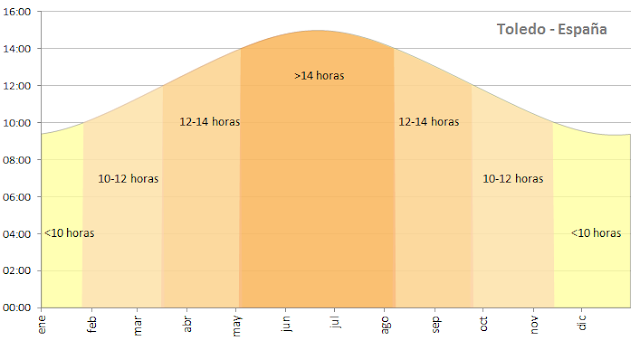 16:00
Toledo - España
14:00
>14 horas
12:00
12-14 horas
12-14 horas
10:00
08:00
10-12 horas
10-12 horas
06:00
04:00
<10 horas
<10 horas
02:00
00:00
ene
feb
mar
abr
may
jun
jul
ago
sep
oct
nov
dic